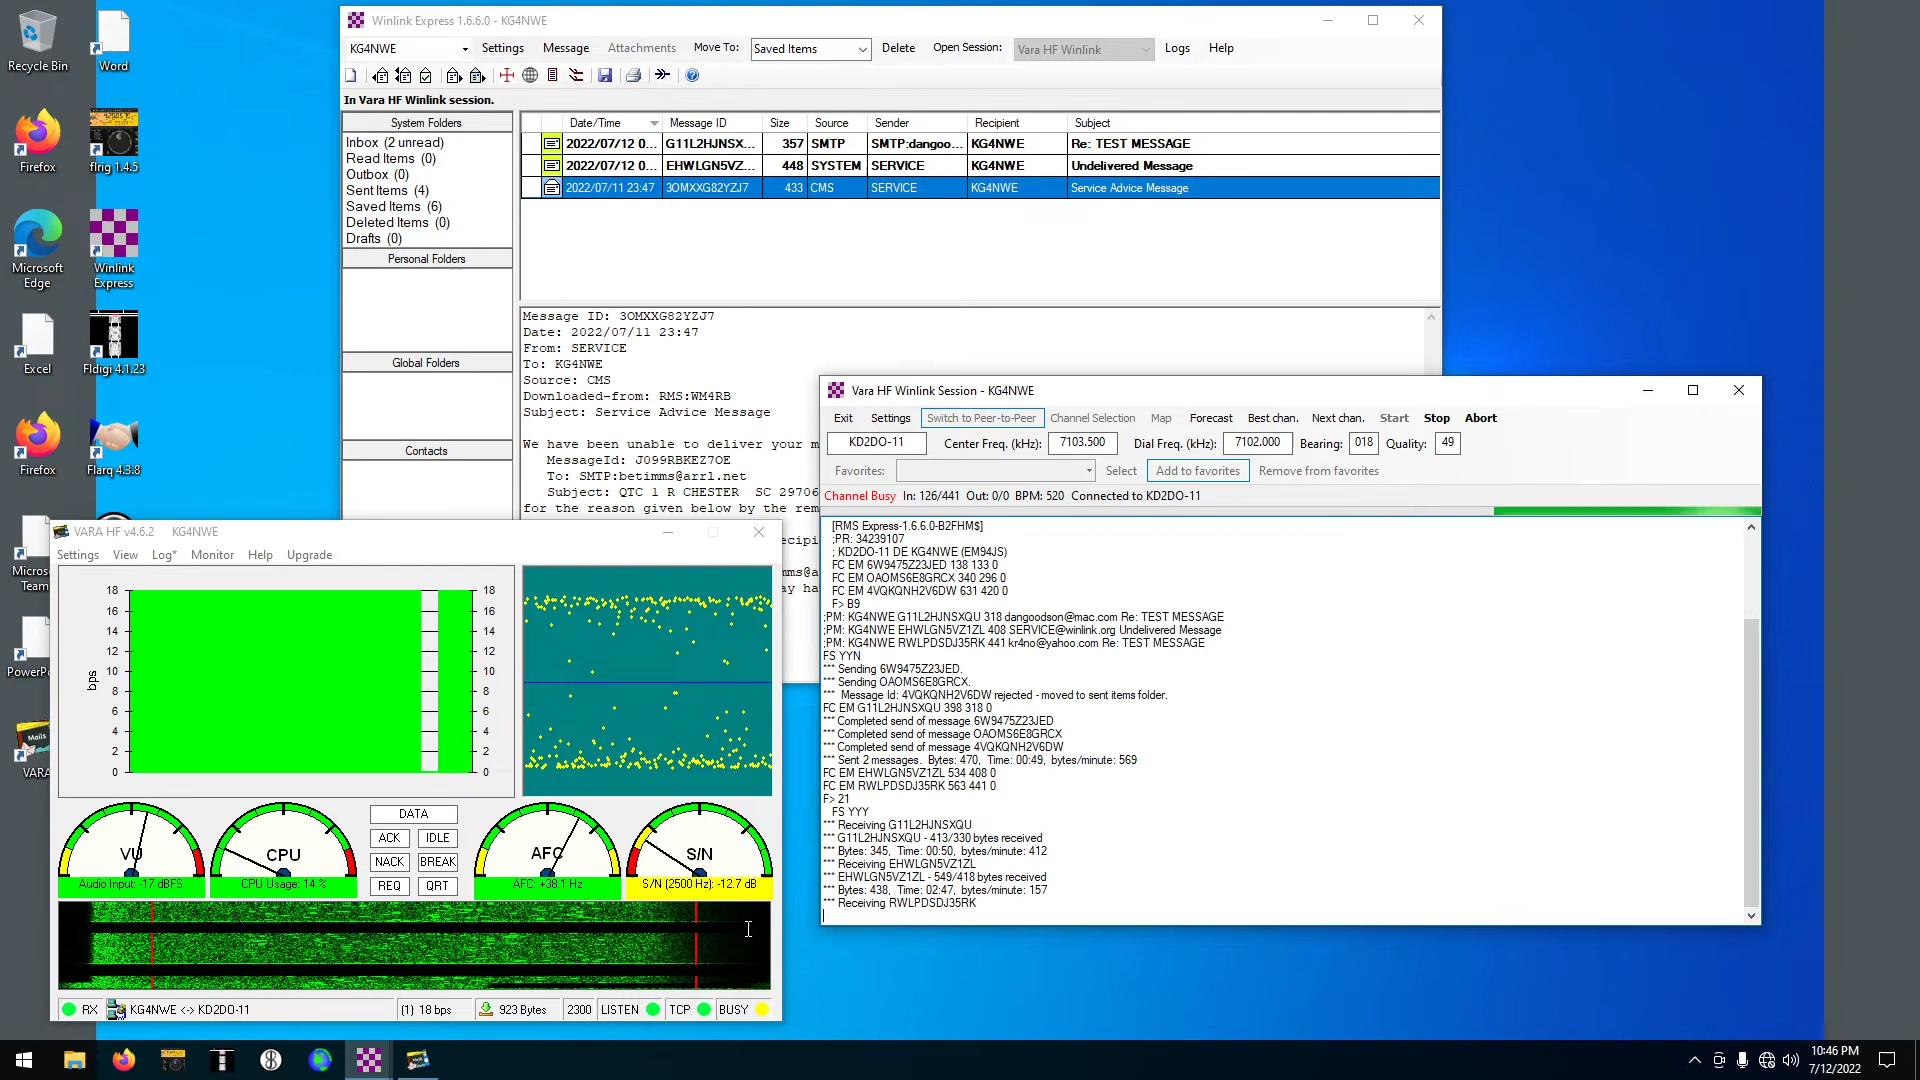 Recycle Bin
Word
Firefox
flrig 1.4.5
Microsoft Edge
Winlink Express
Excel
Fldigi 4.1.23
Firefox
Flarq 4.3.8
Winlink Express 1.6.6.0 - KG4NWE
KG4NWE Settings Message Attachments Move To: Saved Items Delete Open Session: Vara HF Winlink Logs Help
In Vara HF Winlink session.
System Folders
Inbox (2 unread)
Read Items (0)
Outbox (0)
Sent Items (4)
Saved Items (6)
Deleted Items (0)
Drafts (0)
Personal Folders
Global Folders
Contacts
Date/Time Message ID Size Source Sender Recipient Subject
2022/07/12 0... G11L2HJNSX... 357 SMTP SMTP:dangoo... KG4NWE Re: TEST MESSAGE
2022/07/12 0... EHWLGN5VZ... 448 SYSTEM SERVICE KG4NWE Undelivered Message
2022/07/11 23:47 3OMXXG82YZJ7 433 CMS SERVICE KG4NWE Service Advice Message
Message ID: 3OMXXG82YZJ7
Date: 2022/07/11 23:47
From: SERVICE
To: KG4NWE
Source: CMS
Downloaded-from: RMS:WM4RB
Subject: Service Advice Message
We have been unable to deliver your m
MessageId: J099RBKEZ7OE
To: SMTP:betimms@arrl.net
Subject: QTC 1 R CHESTER SC 29706
for the reason given below by the rem
Vara HF Winlink Session - KG4NWE
Exit Settings Switch to Peer-to-Peer Channel Selection Map Forecast Best chan. Next chan. Start Stop Abort
KD2DO-11 Center Freq. (kHz): 7103.500 Dial Freq. (kHz): 7102.000 Bearing: 018 Quality: 49
Favorites: Select Add to favorites Remove from favorites
Channel Busy In: 126/441 Out: 0/0 BPM: 520 Connected to KD2DO-11
[RMS Express-1.6.6.0-B2FHM$]
;PR: 34239107
; KD2DO-11 DE KG4NWE (EM94JS)
FC EM 6W9475Z23JED 138 133 0
FC EM OAOMS6E8GRCX 340 296 0
FC EM 4VQKQNH2V6DW 631 420 0
F> B9
;PM: KG4NWE G11L2HJNSXQU 318 dangoodson@mac.com Re: TEST MESSAGE
;PM: KG4NWE EHWLGN5VZ1ZL 408 SERVICE@winlink.org Undelivered Message
;PM: KG4NWE RWLPDSDJ35RK 441 kr4no@yahoo.com Re: TEST MESSAGE
FS YYN
*** Sending 6W9475Z23JED.
*** Sending OAOMS6E8GRCX.
*** Message Id: 4VQKQNH2V6DW rejected - moved to sent items folder.
FC EM G11L2HJNSXQU 398 318 0
*** Completed send of message 6W9475Z23JED
*** Completed send of message OAOMS6E8GRCX
*** Completed send of message 4VQKQNH2V6DW
*** Sent 2 messages. Bytes: 470, Time: 00:49, bytes/minute: 569
FC EM EHWLGN5VZ1ZL 534 408 0
FC EM RWLPDSDJ35RK 563 441 0
F> 21
FS YYY
*** Receiving G11L2HJNSXQU
*** G11L2HJNSXQU - 413/330 bytes received
*** Bytes: 345, Time: 00:50, bytes/minute: 412
*** Receiving EHWLGN5VZ1ZL
*** EHWLGN5VZ1ZL - 549/418 bytes received
*** Bytes: 438, Time: 02:47, bytes/minute: 157
*** Receiving RWLPDSDJ35RK
VARA HF v4.6.2 KG4NWE
Settings View Log* Monitor Help Upgrade
18 18
16 16
14 14
12 12
10 10
bps
8 8
6 6
4 4
2 2
0 0
DATA
ACK IDLE
NACK BREAK
REQ QRT
VU
Audio Input: -17 dBFS
CPU
CPU Usage: 14 %
AFC
AFC: +38.1 Hz
S/N
S/N (2500 Hz): -12.7 dB
RX KG4NWE <-> KD2DO-11 (1) 18 bps 923 Bytes 2300 LISTEN TCP BUSY
10:46 PM
7/12/2022